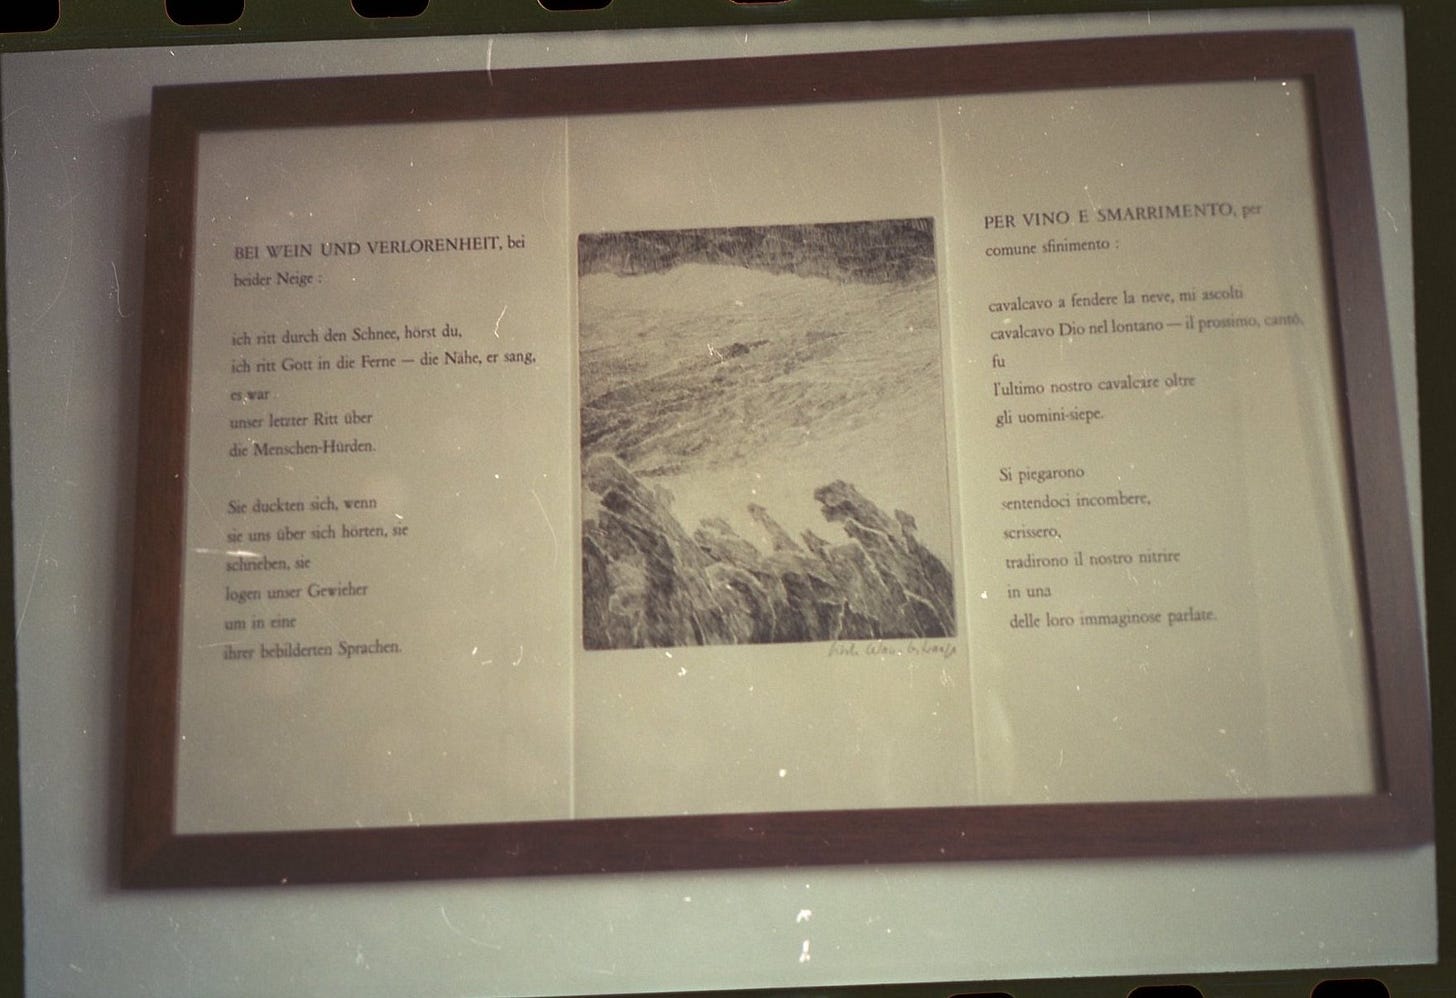 BEI WEIN UND VERLORENHEIT, bei
beider Neige :
ich ritt durch den Schnee, hörst du,
ich ritt Gott in die Ferne — die Nähe, er sang,
es war
unser letzter Ritt über
die Menschen-Hürden.
Sie duckten sich, wenn
sie uns über sich hörten, sie
schrieben, sie
logen unser Gewieher
um in eine
ihrer bebilderten Sprachen.
PER VINO E SMARRIMENTO, per
comune sfinimento :
cavalcavo a fendere la neve, mi ascolti
cavalcavo Dio nel lontano — il prossimo, cantò,
fu
l'ultimo nostro cavalcare oltre
gli uomini-siepe.
Si piegarono
sentendoci incombere,
scrissero,
tradirono il nostro nitrire
in una
delle loro immaginose parlate.